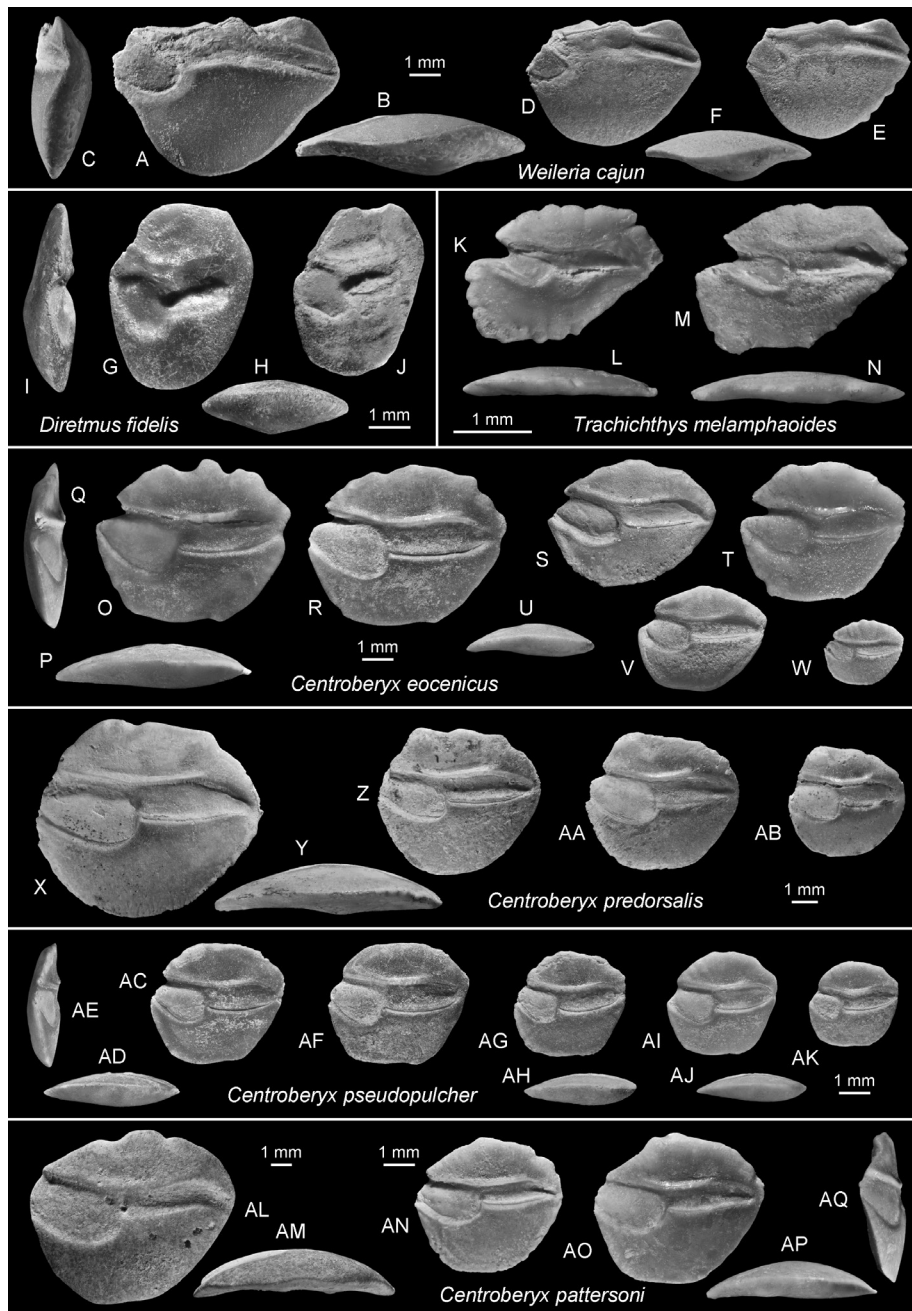 C
A
1 mm
B
D
F
E
Weileria cajun
I
G
H
J
1 mm
Diretmus fidelis
K
L
M
N
1 mm
Trachichthys melamphaoides
Q
O
P
R
1 mm
U
S
T
V
W
Centroberyx eocenicus
X
Y
Z
AA
AB
1 mm
Centroberyx predorsalis
AE
AC
AD
AF
AG
AH
AI
AJ
AK
1 mm
Centroberyx pseudopulcher
1 mm
AL
AM
1 mm
AN
AO
AP
AQ
Centroberyx pattersoni